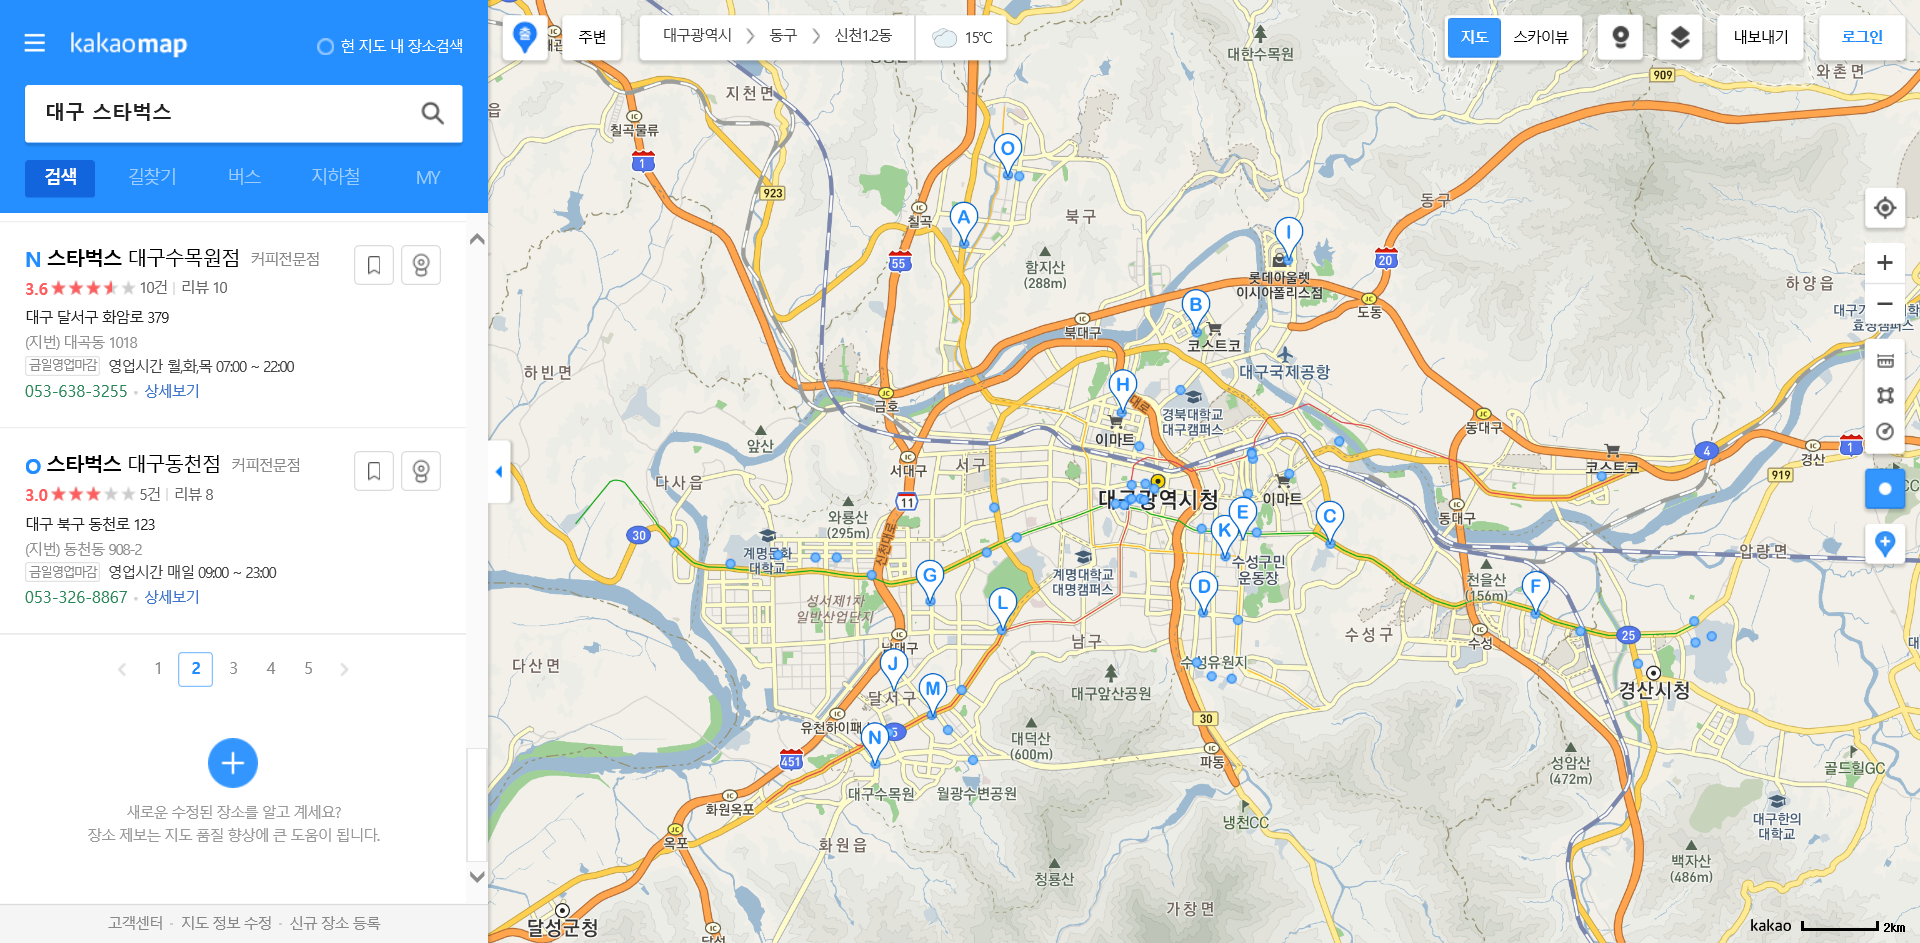 kakaomap
현 지도 내 장소검색
대구 스타벅스
검색 길찾기 버스 지하철 MY
N 스타벅스 대구수목원점 커피전문점
3.6 10건 | 리뷰 10
대구 달서구 화암로 379
(지번) 대곡동 1018
금일영업마감 영업시간 월,화,목 07:00 ~ 22:00
053-638-3255 · 상세보기
O 스타벅스 대구동천점 커피전문점
3.0 5건 | 리뷰 8
대구 북구 동천로 123
(지번) 동천동 908-2
금일영업마감 영업시간 매일 09:00 ~ 23:00
053-326-8867 · 상세보기
1 2 3 4 5
새로운 수정된 장소를 알고 계세요?
장소 제보는 지도 품질 향상에 큰 도움이 됩니다.
고객센터 · 지도 정보 수정 · 신규 장소 등록
출
주변
대구광역시 > 동구 > 신천1.2동
15℃
지도
스카이뷰
내보내기
로그인
대한수목원
909
와촌면
지천면
IC
칠곡물류
1
O
923
A
IC
칠곡
북구
동구
I
55
함지산
(288m)
롯데아울렛
이시아폴리스점
20
하양읍
B
JC
도동
IC
북대구
코스트코
하빈면
대구국제공항
H
JC
금호
이마트
경북대학교
대구캠퍼스
JC
동대구
앞산
IC
서대구
서구
코스트코
4
IC
경산
1
919
다사읍
11
대구광역시청
이마트
와룡산
(295m)
신천대로
E
C
K
IC
동대구
30
계명문화
대학교
수성구민
운동장
압량면
G
계명대학교
대명캠퍼스
D
천을산
(156m)
F
성서제1차
일반산업단지
L
IC
남대구
남구
수성구
IC
수성
25
다산면
J
수성유원지
경산시청
달서구
M
대구앞산공원
IC
유천하이패스
N
5
30
대덕산
(600m)
IC
파동
451
성암산
(472m)
골드힐CC
대구수목원
월광수변공원
IC
화원옥포
냉천CC
대구한의
대학교
JC
옥포
화원읍
백자산
(486m)
청룡산
가창면
달성군청
IC
달성
kakao 2km